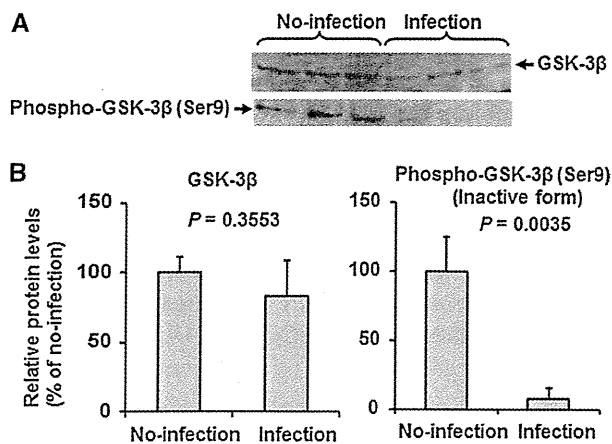 A
No-infection Infection
GSK-3β
Phospho-GSK-3β (Ser9)
B
GSK-3β
P = 0.3553
Relative protein levels
(% of no-infection)
150
100
50
0
No-infection Infection
Phospho-GSK-3β (Ser9)
(Inactive form)
P = 0.0035
150
100
50
0
No-infection Infection